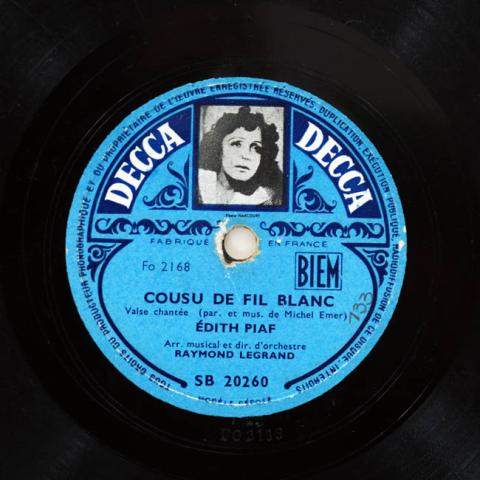 TOUS DROITS DU PRODUCTEUR PHONOGRAPHIQUE ET DU PROPRIÉTAIRE DE L'ŒUVRE ENREGISTRÉE RÉSERVÉS. DUPLICATION, EXÉCUTION PUBLIQUE, RADIODIFFUSION DE CE DISQUE, INTERDITS
DECCA
DECCA
Photo HARCOURT
FABRIQUÉ EN FRANCE
Fo 2168
BIEM
COUSU DE FIL BLANC
Valse chantée (par. et mus. de Michel Emer)
133
ÉDITH PIAF
Arr. musical et dir. d'orchestre
RAYMOND LEGRAND
SB 20260
MODÈLE DÉPOSÉ